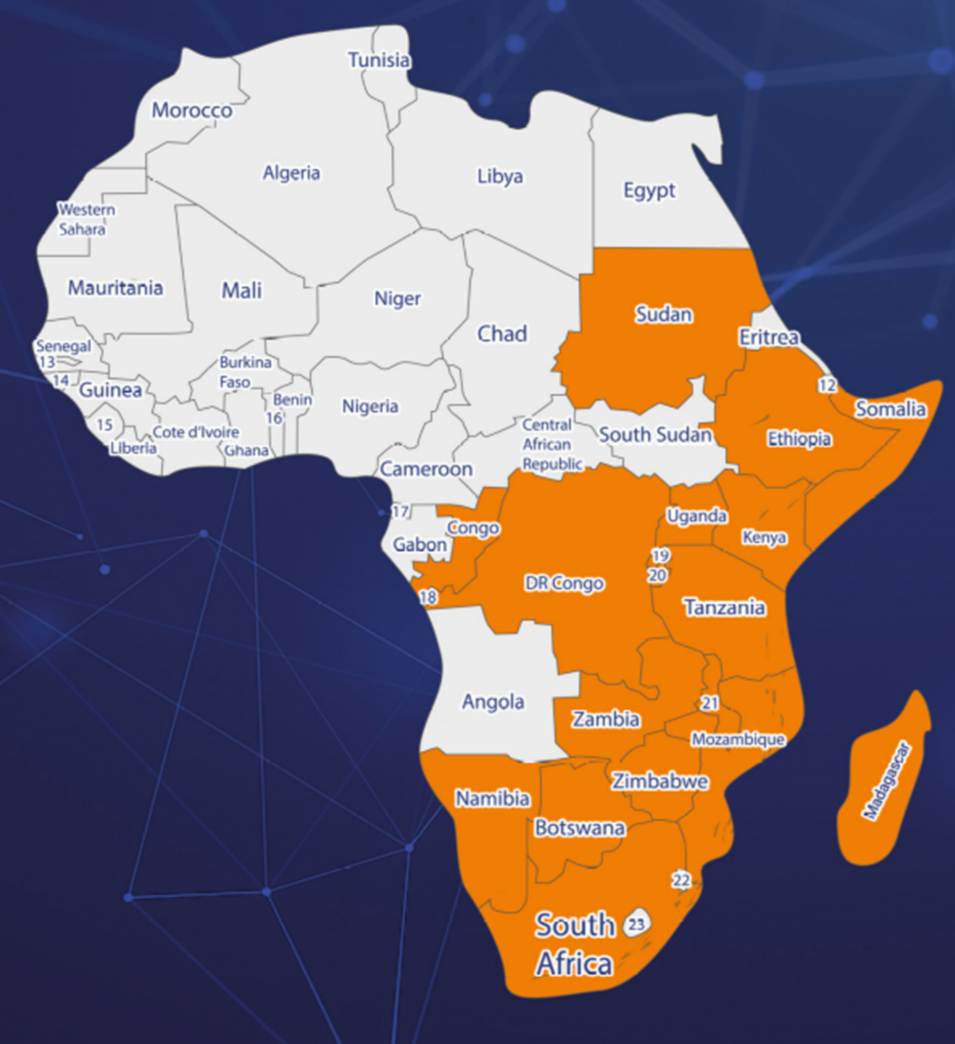 Tunisia
Morocco
Algeria
Libya
Egypt
Western
Sahara
Mauritania
Mali
Niger
Chad
Sudan
Eritrea
Senegal
13
14
Guinea
Burkina
Faso
Benin
16
Nigeria
12
Somalia
15
Liberia
Cote d'Ivoire
Ghana
Central
African
Republic
South Sudan
Ethiopia
Cameroon
17
Gabon
Congo
Uganda
Kenya
18
DR Congo
19
20
Tanzania
Angola
Zambia
21
Mozambique
Zimbabwe
Madagascar
Namibia
Botswana
22
South
Africa
23